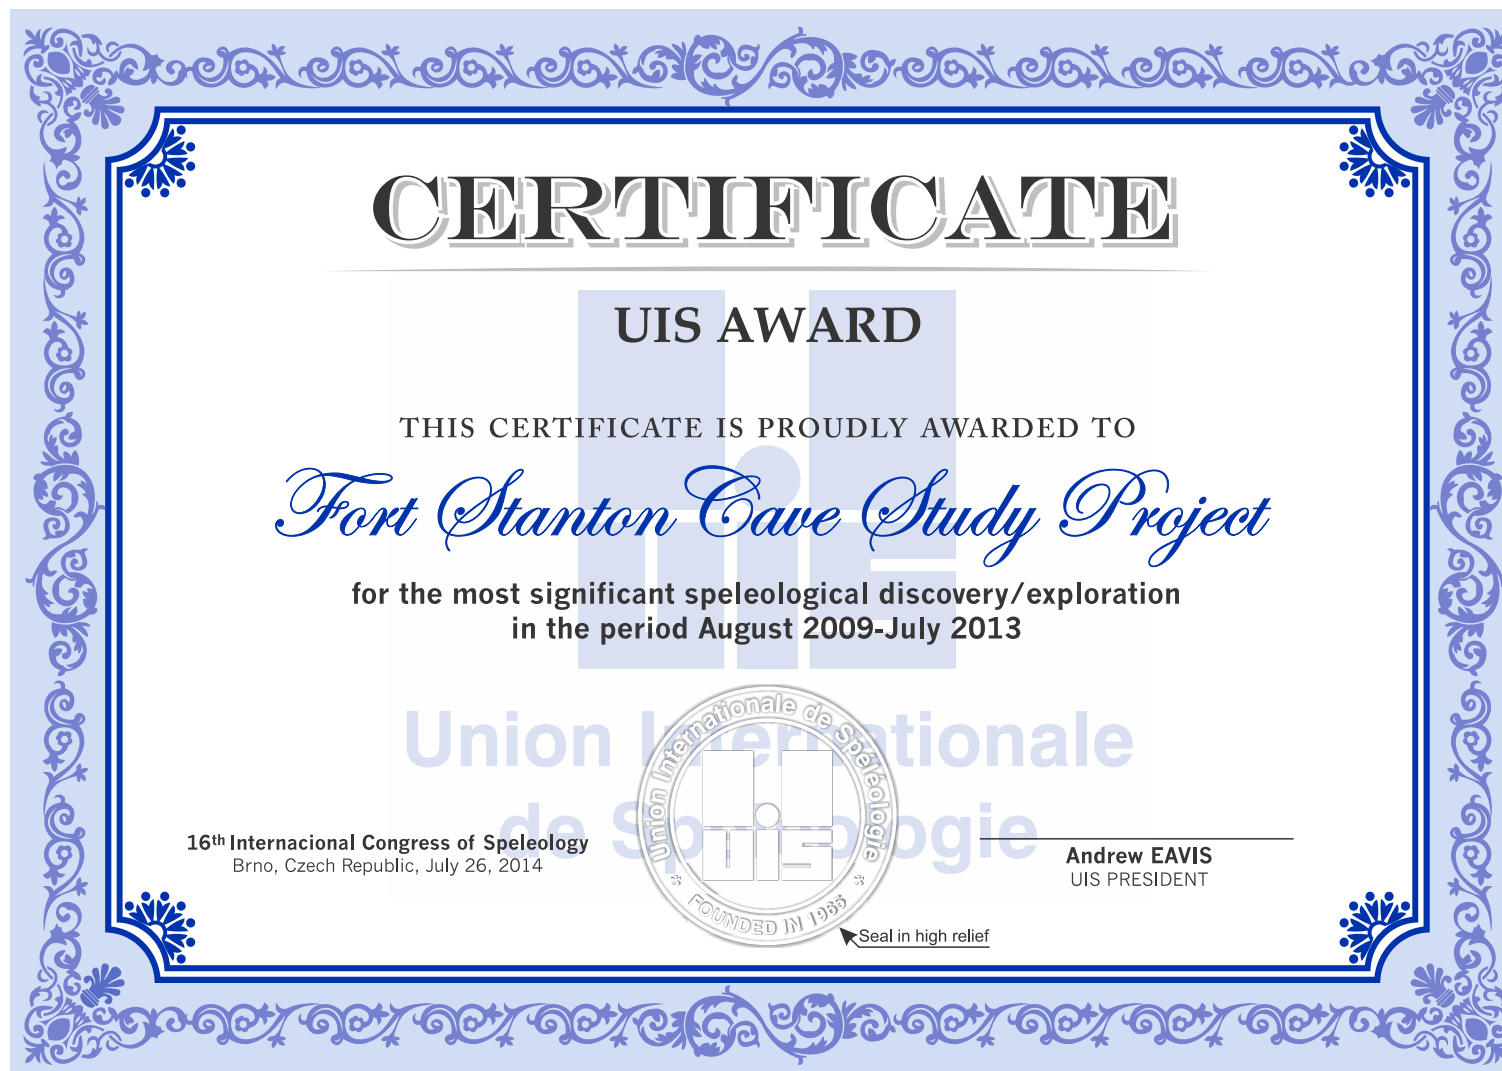 CERTIFICATE
UIS AWARD
THIS CERTIFICATE IS PROUDLY AWARDED TO
Fort Stanton Cave Study Project
for the most significant speleological discovery/exploration
in the period August 2009-July 2013
Union Internationale
de Spéléologie
Union Internationale de Spéléologie
UIS
FOUNDED IN 1965
Seal in high relief
16th Internacional Congress of Speleology
Brno, Czech Republic, July 26, 2014
Andrew EAVIS
UIS PRESIDENT